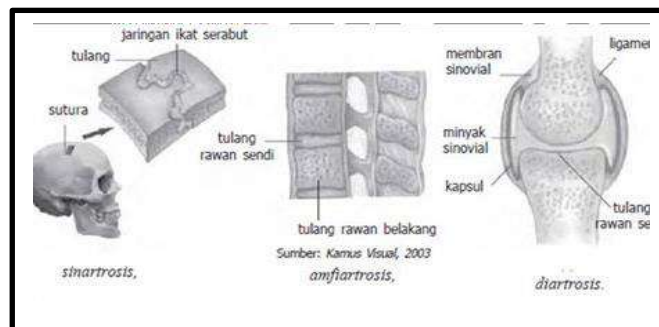 jaringan ikat serabut
tulang
sutura
sinartrosis,
tulang
rawan sendi
tulang rawan belakang
Sumber: Kamus Visual, 2003
amfiartrosis,
membran
sinovial
ligamen
minyak
sinovial
kapsul
tulang
rawan se
diartrosis.